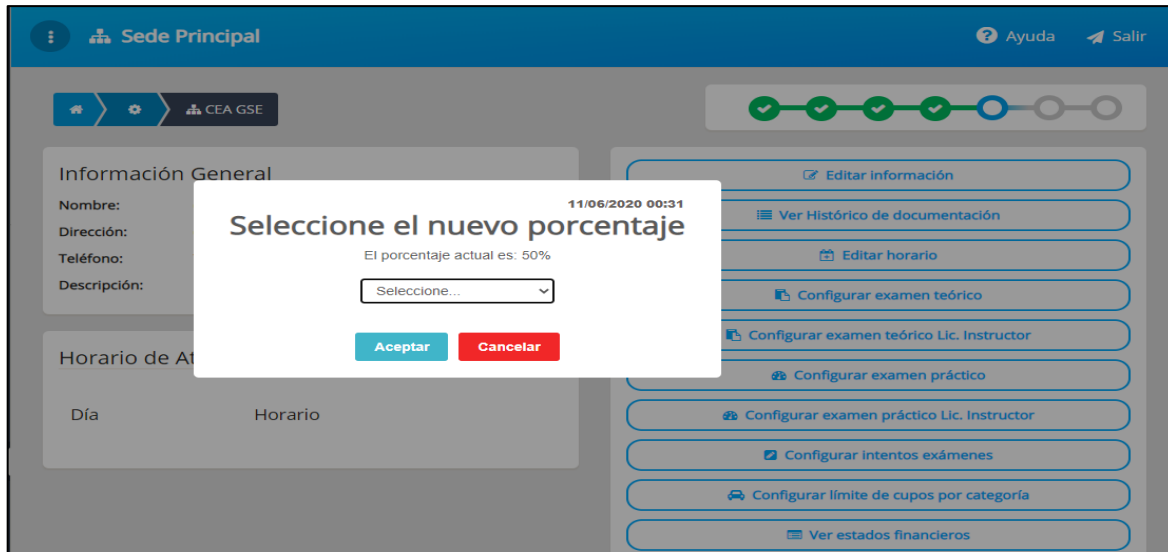 Sede Principal
Ayuda
Salir
CEA GSE
Información General
Nombre:
Dirección:
Teléfono:
Descripción:
11/06/2020 00:31
Seleccione el nuevo porcentaje
El porcentaje actual es: 50%
Seleccione...
Aceptar
Cancelar
Horario de At
Día
Horario
Editar información
Ver Histórico de documentación
Editar horario
Configurar examen teórico
Configurar examen teórico Lic. Instructor
Configurar examen práctico
Configurar examen práctico Lic. Instructor
Configurar intentos exámenes
Configurar límite de cupos por categoría
Ver estados financieros